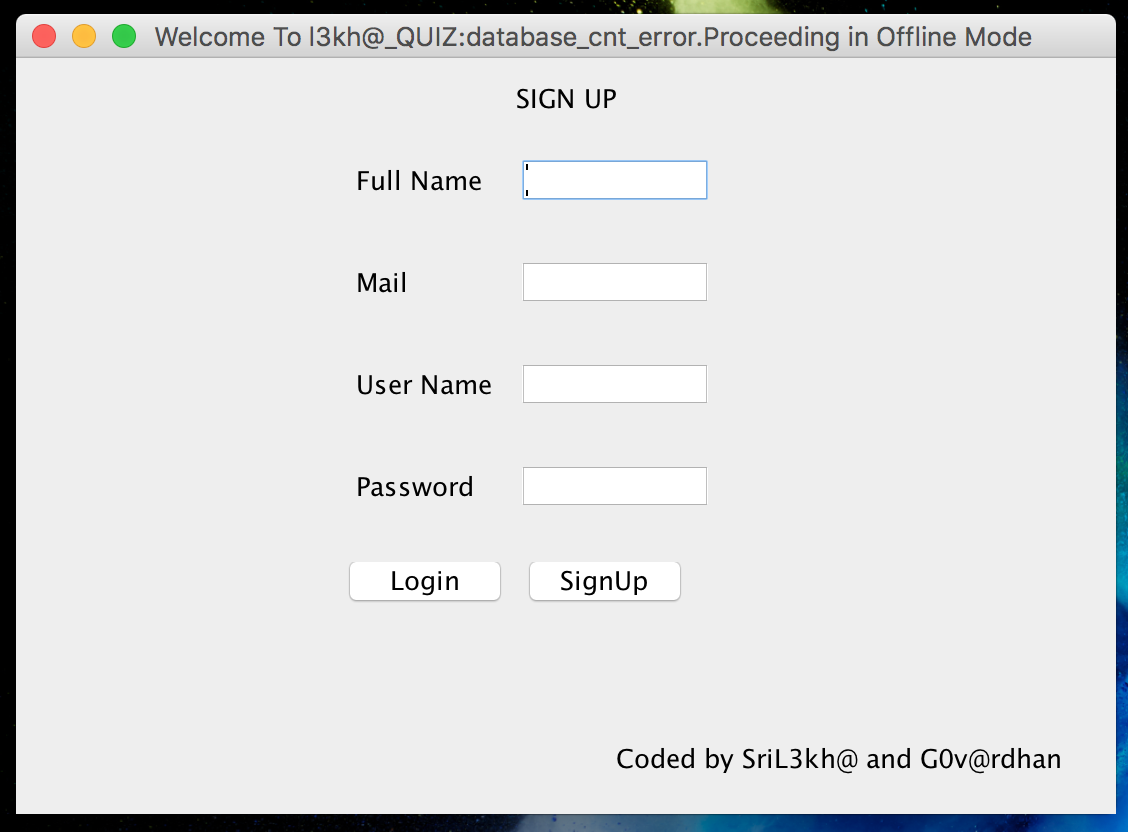 Welcome To l3kh@_QUIZ:database_cnt_error.Proceeding in Offline Mode
SIGN UP
Full Name
Mail
User Name
Password
Login SignUp
Coded by SriL3kh@ and G0v@rdhan